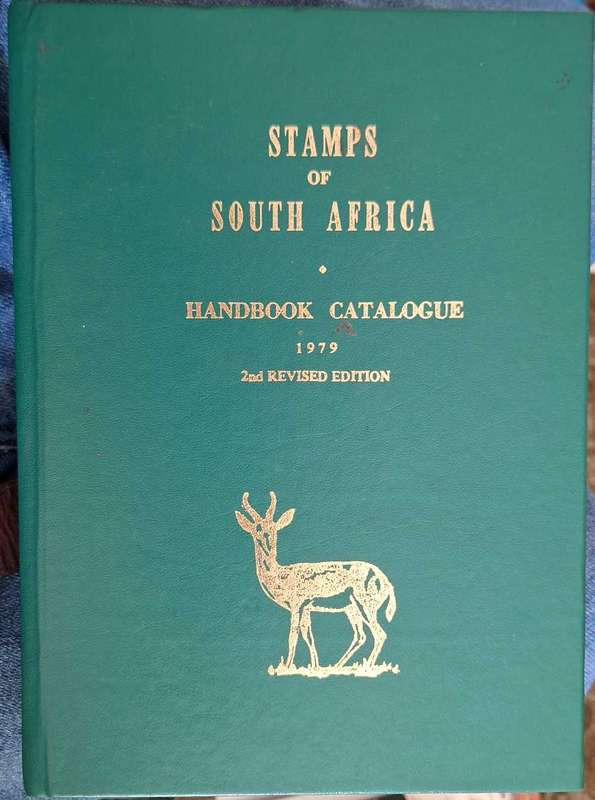 STAMPS
OF
SOUTH AFRICA
HANDBOOK CATALOGUE
1979
2nd REVISED EDITION